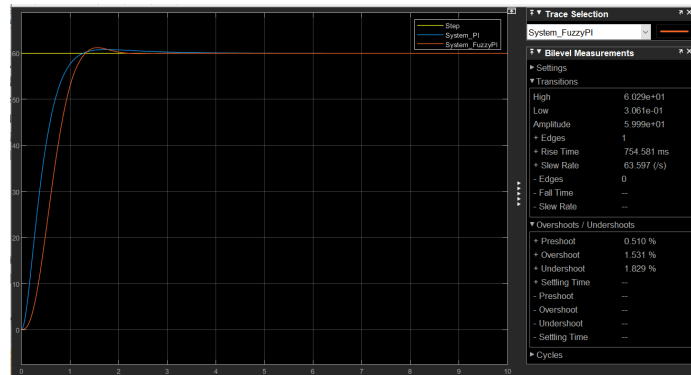 Step
System_PI
System_FuzzyPI
60
50
40
30
20
10
0
0 1 2 3 4 5 6 7 8 9 10
Trace Selection
System_FuzzyPI
Bilevel Measurements
Settings
Transitions
High 6.029e+01
Low 3.061e-01
Amplitude 5.999e+01
+ Edges 1
+ Rise Time 754.581 ms
+ Slew Rate 63.597 (/s)
- Edges 0
- Fall Time --
- Slew Rate --
Overshoots / Undershoots
+ Preshoot 0.510 %
+ Overshoot 1.531 %
+ Undershoot 1.829 %
+ Settling Time --
- Preshoot --
- Overshoot --
- Undershoot --
- Settling Time --
Cycles